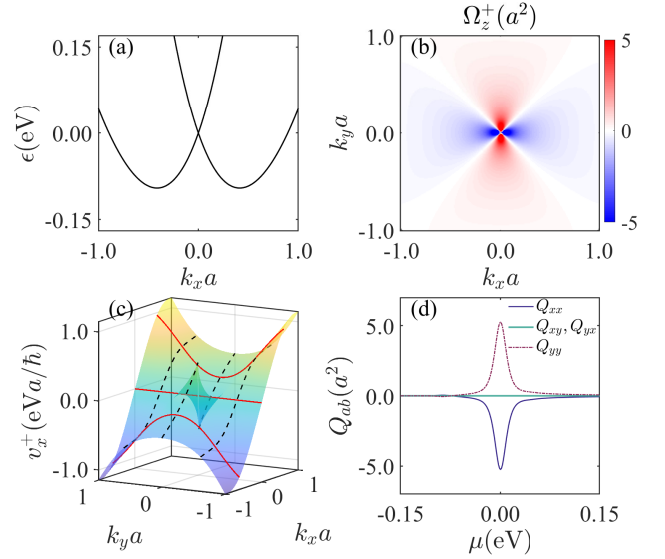 (a)
ϵ(eV)
0.15
0.00
-0.15
-1.0
0.0
1.0
k_x a
Ω_z^+(a^2)
(b)
k_y a
1.0
0.0
-1.0
-1.0
0.0
1.0
k_x a
5
0
-5
(c)
v_x^+(eVa/ħ)
1.0
0.0
-1.0
1
0
-1
k_y a
-1
0
1
k_x a
(d)
Q_ab(a^2)
5.0
0.0
-5.0
Q_xx
Q_xy, Q_yx
Q_yy
-0.15
0.00
0.15
μ(eV)